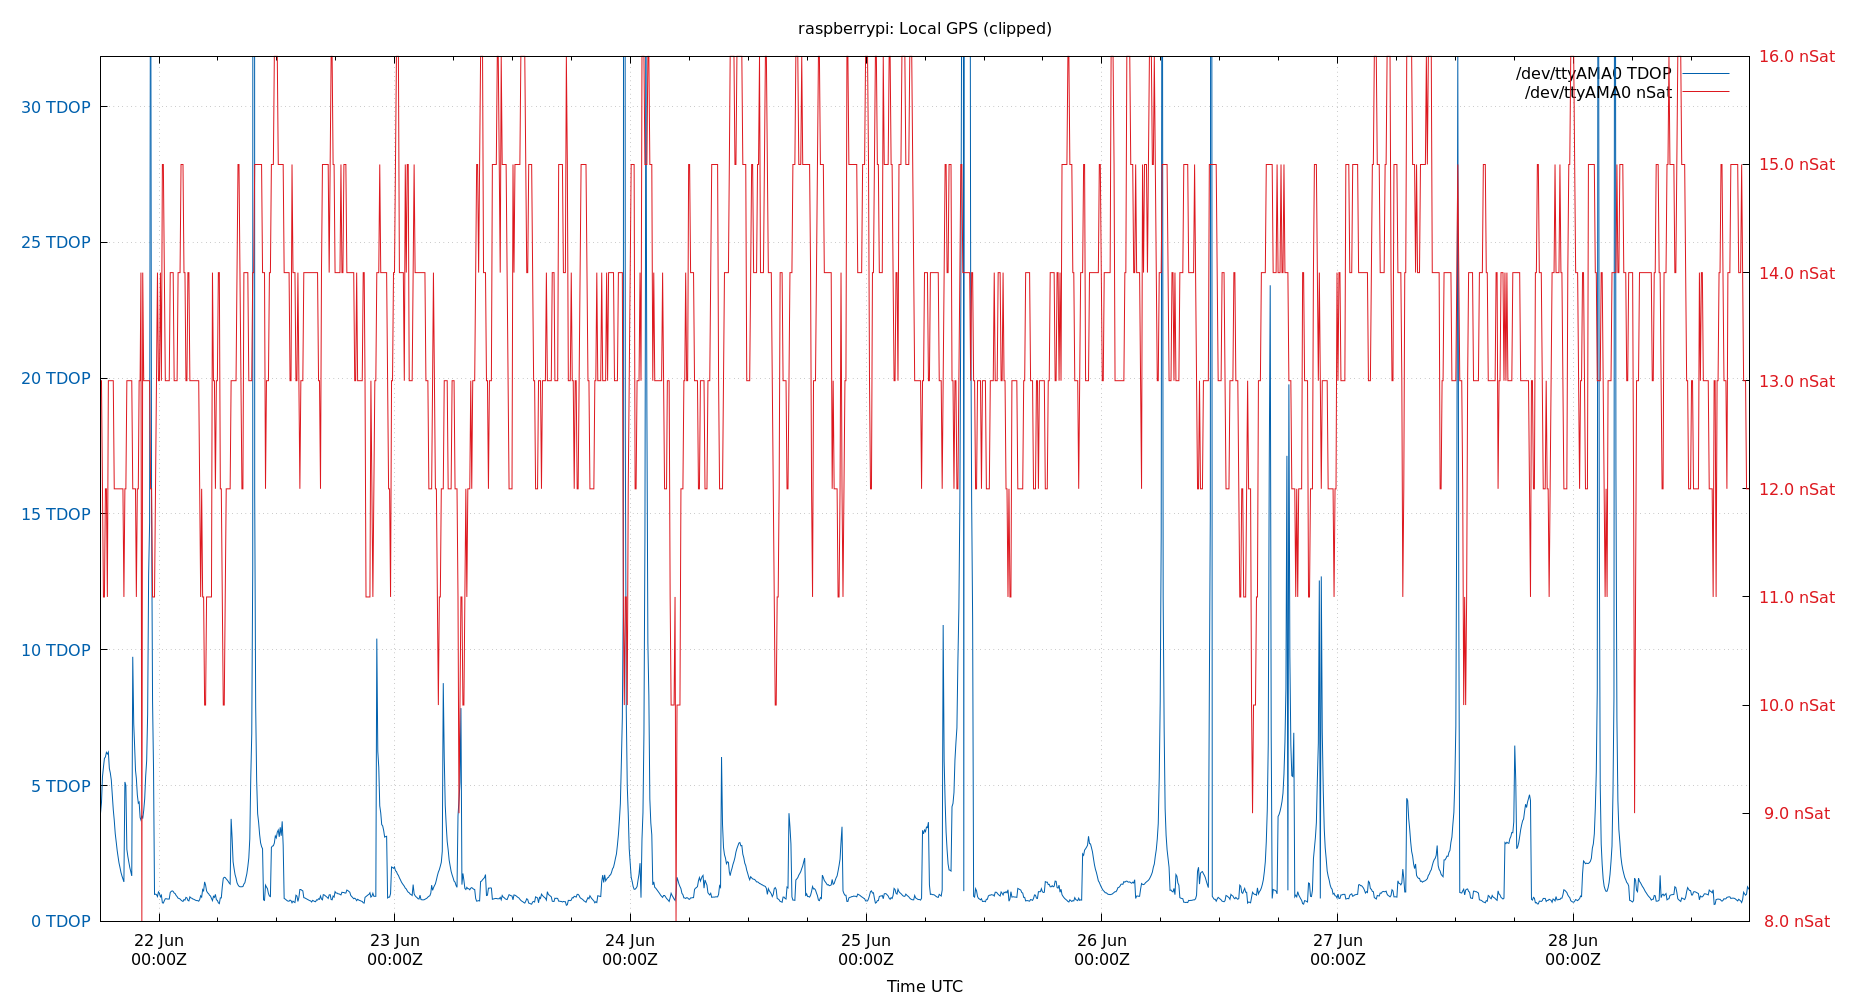 raspberrypi: Local GPS (clipped)
/dev/ttyAMA0 TDOP
/dev/ttyAMA0 nSat
30 TDOP
25 TDOP
20 TDOP
15 TDOP
10 TDOP
5 TDOP
0 TDOP
16.0 nSat
15.0 nSat
14.0 nSat
13.0 nSat
12.0 nSat
11.0 nSat
10.0 nSat
9.0 nSat
8.0 nSat
22 Jun
00:00Z
23 Jun
00:00Z
24 Jun
00:00Z
25 Jun
00:00Z
26 Jun
00:00Z
27 Jun
00:00Z
28 Jun
00:00Z
Time UTC